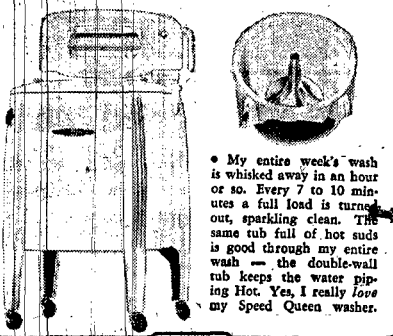 • My entire week's wash
is whisked away in an hour
or so. Every 7 to 10 min-
utes a full load is turned
out, sparkling clean. The
same tub full of hot suds
is good through my entire
wash — the double-wall
tub keeps the water pip-
ing Hot. Yes, I really love
my Speed Queen washer.